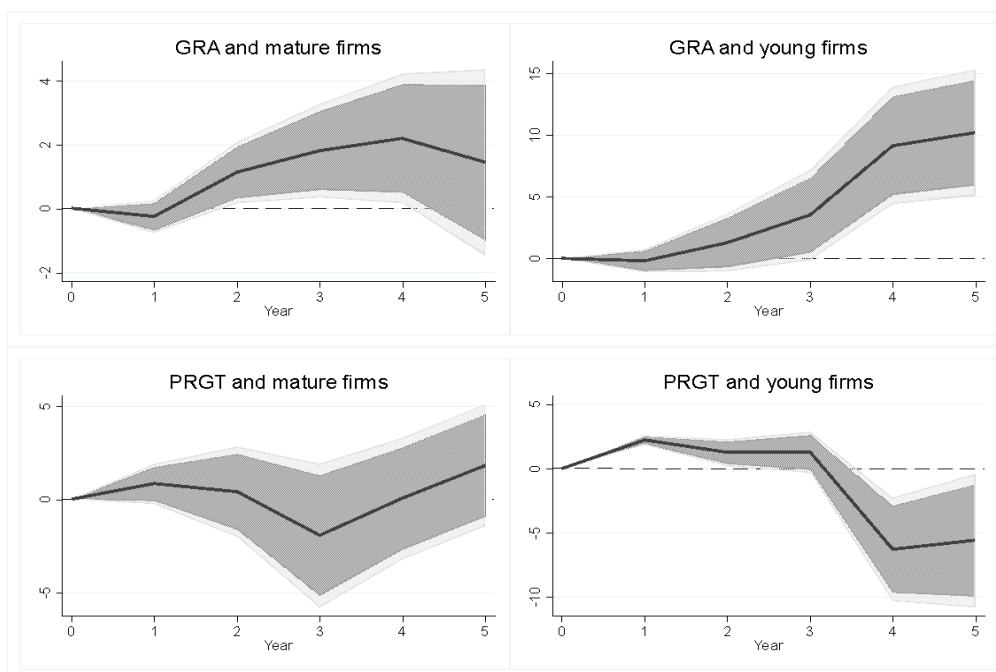 GRA and mature firms
4
2
0
-2
0 1 2 3 4 5
Year
GRA and young firms
15
10
5
0
0 1 2 3 4 5
Year
PRGT and mature firms
5
0
-5
0 1 2 3 4 5
Year
PRGT and young firms
5
0
-5
-10
0 1 2 3 4 5
Year